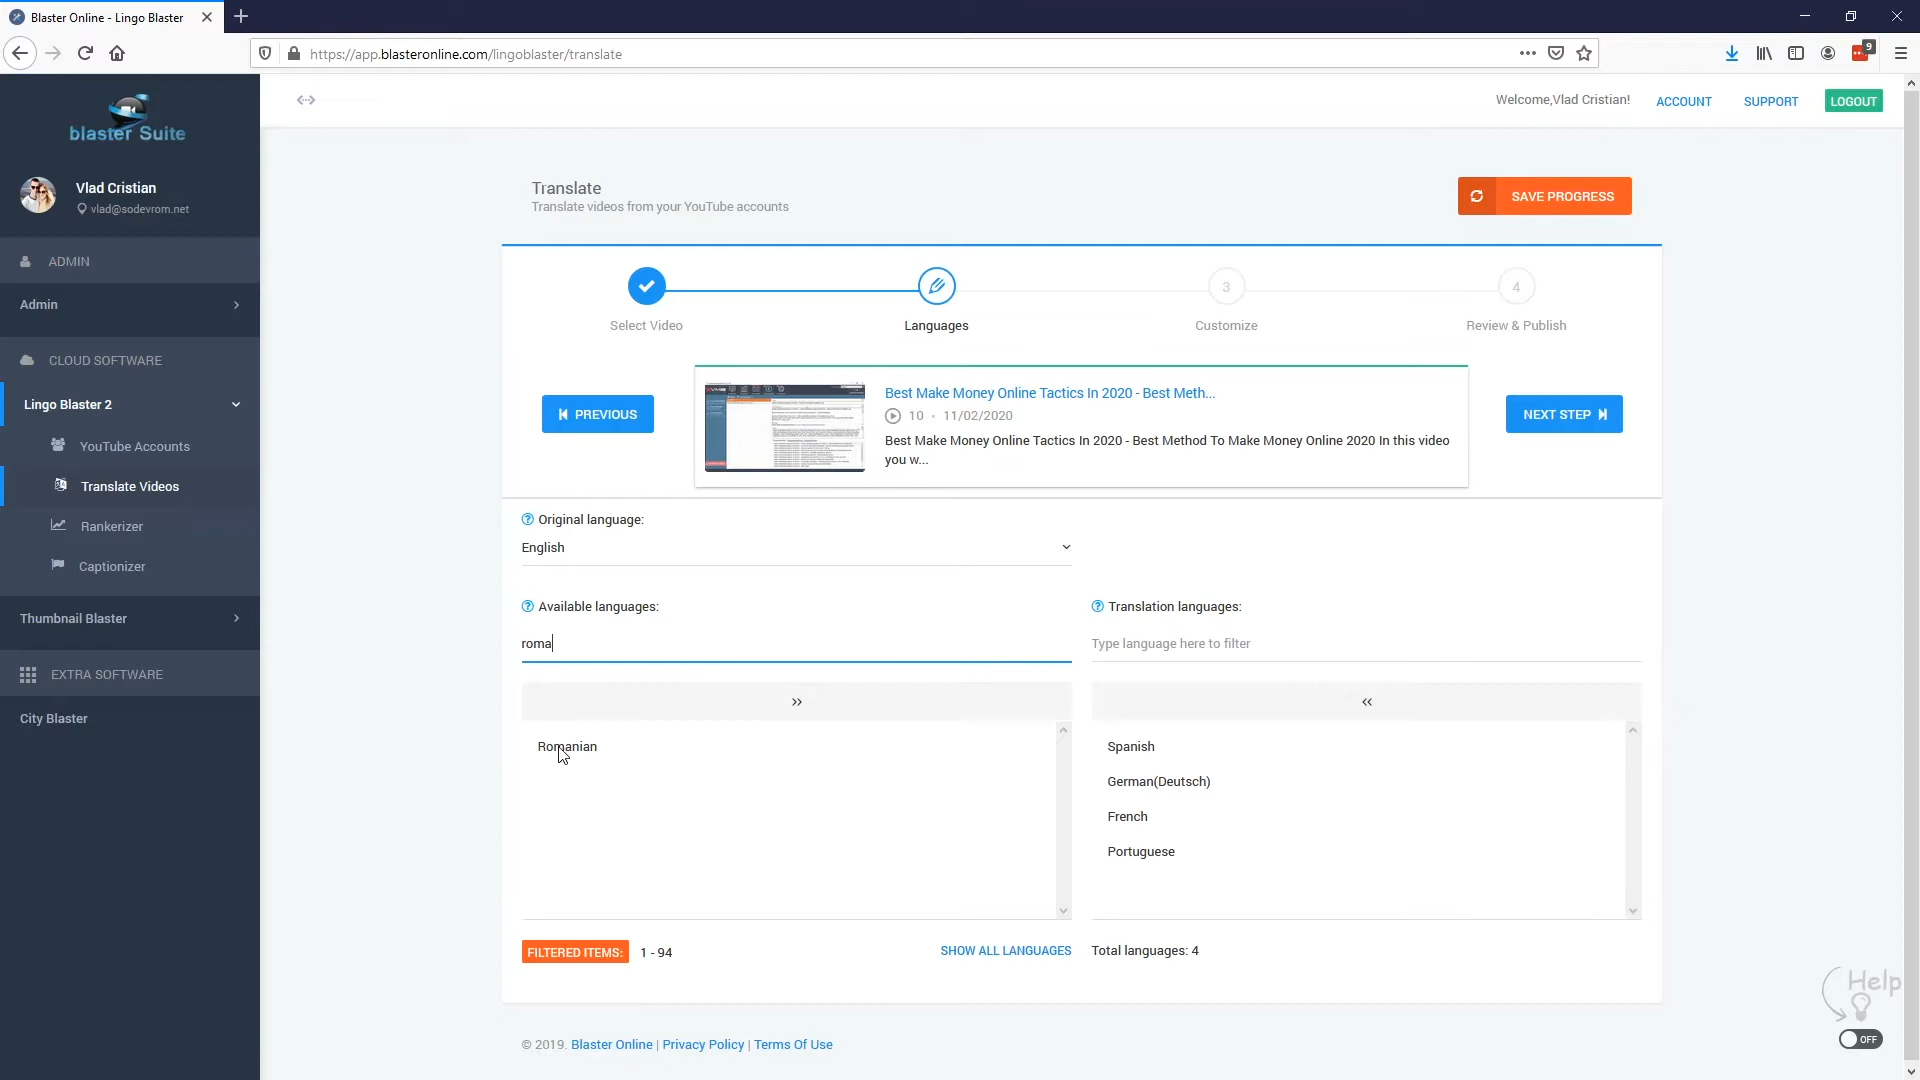 Blaster Online - Lingo Blaster
https://app.blasteronline.com/lingoblaster/translate
9
blaster Suite
Welcome,Vlad Cristian!
ACCOUNT
SUPPORT
LOGOUT
Vlad Cristian
vlad@sodevrom.net
ADMIN
Admin
CLOUD SOFTWARE
Lingo Blaster 2
YouTube Accounts
Translate Videos
Rankerizer
Captionizer
Thumbnail Blaster
EXTRA SOFTWARE
City Blaster
Translate
Translate videos from your YouTube accounts
SAVE PROGRESS
3
4
Select Video
Languages
Customize
Review & Publish
PREVIOUS
Best Make Money Online Tactics In 2020 - Best Meth...
10 • 11/02/2020
Best Make Money Online Tactics In 2020 - Best Method To Make Money Online 2020 In this video
you w...
NEXT STEP
Original language:
English
Available languages:
roma
Romanian
FILTERED ITEMS:
1 - 94
SHOW ALL LANGUAGES
Translation languages:
Type language here to filter
Spanish
German(Deutsch)
French
Portuguese
Total languages: 4
Help
OFF
© 2019. Blaster Online | Privacy Policy | Terms Of Use